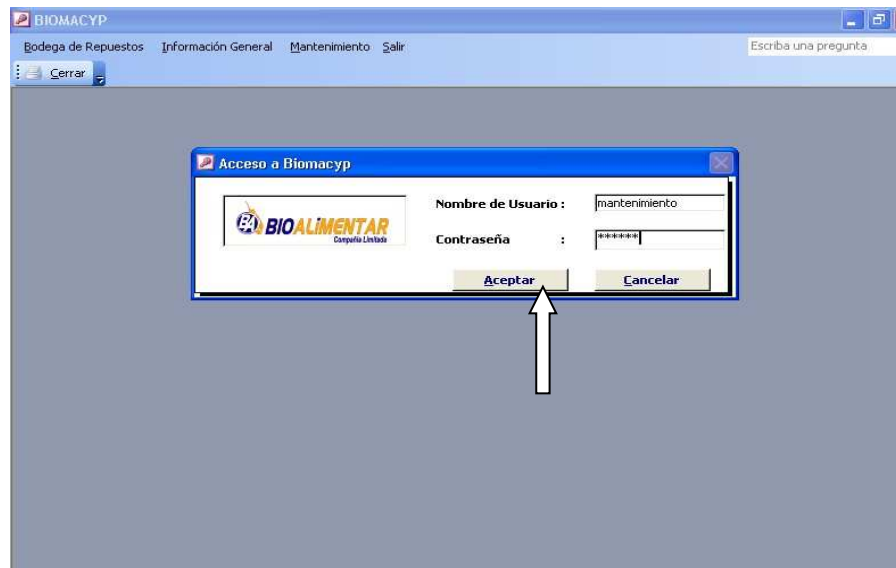 BIOMACYP
Bodega de Repuestos Información General Mantenimiento Salir Escriba una pregunta
Cerrar
Acceso a Biomacyp
BA BIOALIMENTAR
Compañía Limitada
Nombre de Usuario : mantenimiento
Contraseña : ******
Aceptar Cancelar